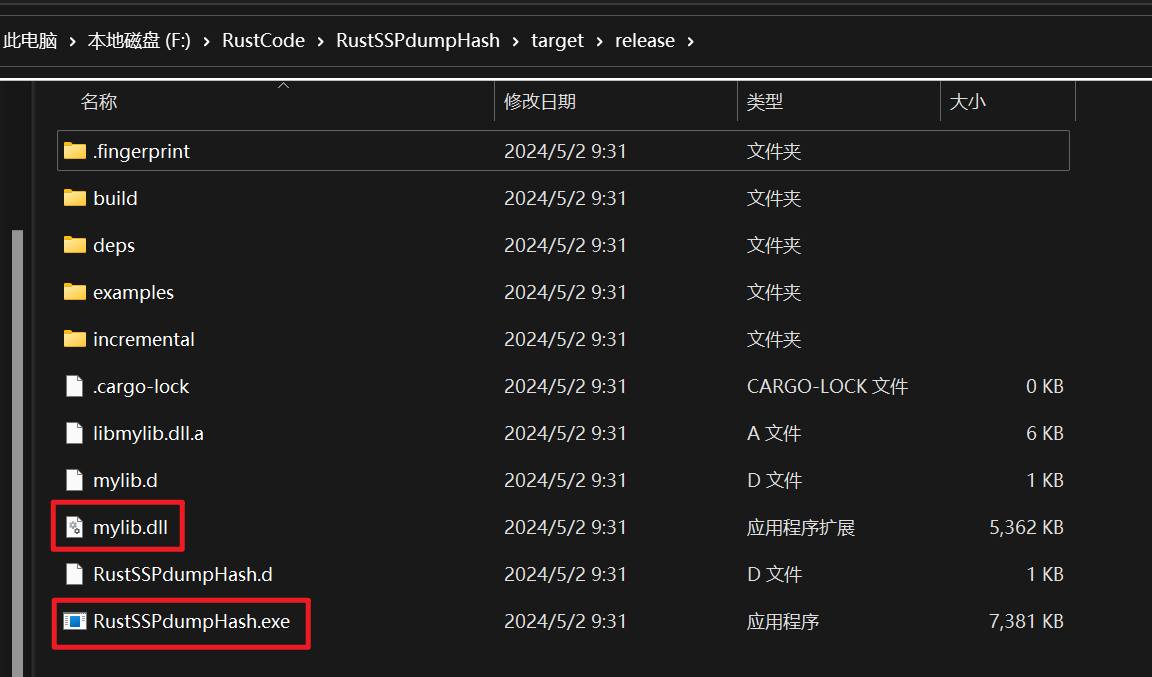 此电脑 › 本地磁盘 (F:) › RustCode › RustSSPdumpHash › target › release ›
名称 修改日期 类型 大小
.fingerprint 2024/5/2 9:31 文件夹
build 2024/5/2 9:31 文件夹
deps 2024/5/2 9:31 文件夹
examples 2024/5/2 9:31 文件夹
incremental 2024/5/2 9:31 文件夹
.cargo-lock 2024/5/2 9:31 CARGO-LOCK 文件 0 KB
libmylib.dll.a 2024/5/2 9:31 A 文件 6 KB
mylib.d 2024/5/2 9:31 D 文件 1 KB
mylib.dll 2024/5/2 9:31 应用程序扩展 5,362 KB
RustSSPdumpHash.d 2024/5/2 9:31 D 文件 1 KB
RustSSPdumpHash.exe 2024/5/2 9:31 应用程序 7,381 KB